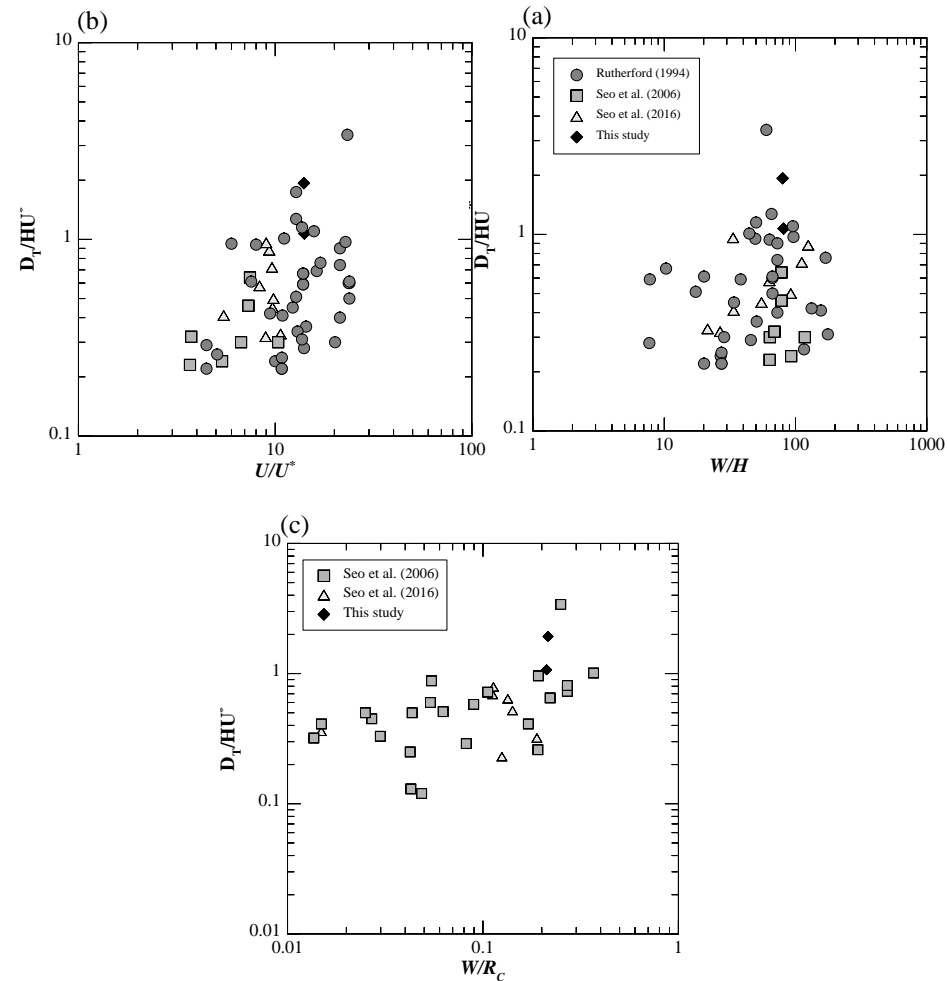 (b)
10
1
0.1
D_T/HU*
1
10
100
U/U*
(a)
10
1
0.1
D_T/HU
Rutherford (1994)
Seo et al. (2006)
Seo et al. (2016)
This study
1
10
100
1000
W/H
(c)
10
1
0.1
0.01
D_T/HU*
Seo et al. (2006)
Seo et al. (2016)
This study
0.01
0.1
1
W/R_C